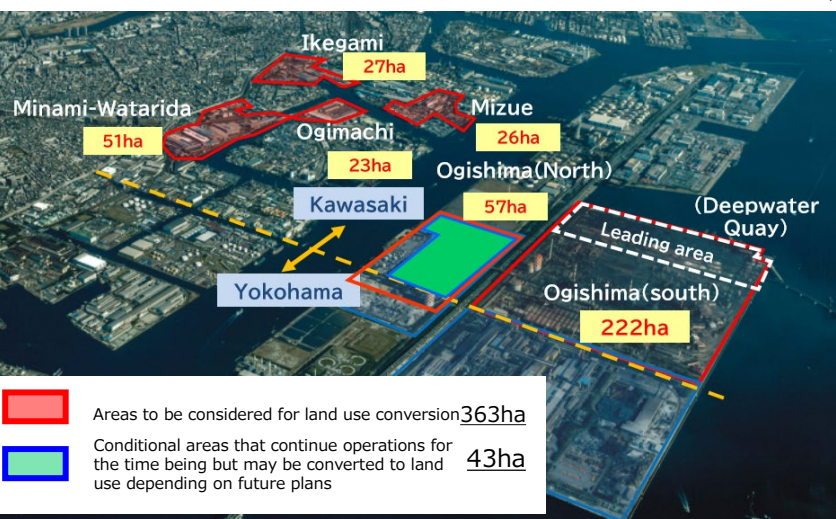 Ikegami
27ha
Minami-Watarida
51ha
Ogimachi
23ha
Mizue
26ha
Ogishima(North)
57ha
Kawasaki
Yokohama
(Deepwater
Quay)
Leading area
Ogishima(south)
222ha
Areas to be considered for land use conversion 363ha
Conditional areas that continue operations for
the time being but may be converted to land
use depending on future plans
43ha